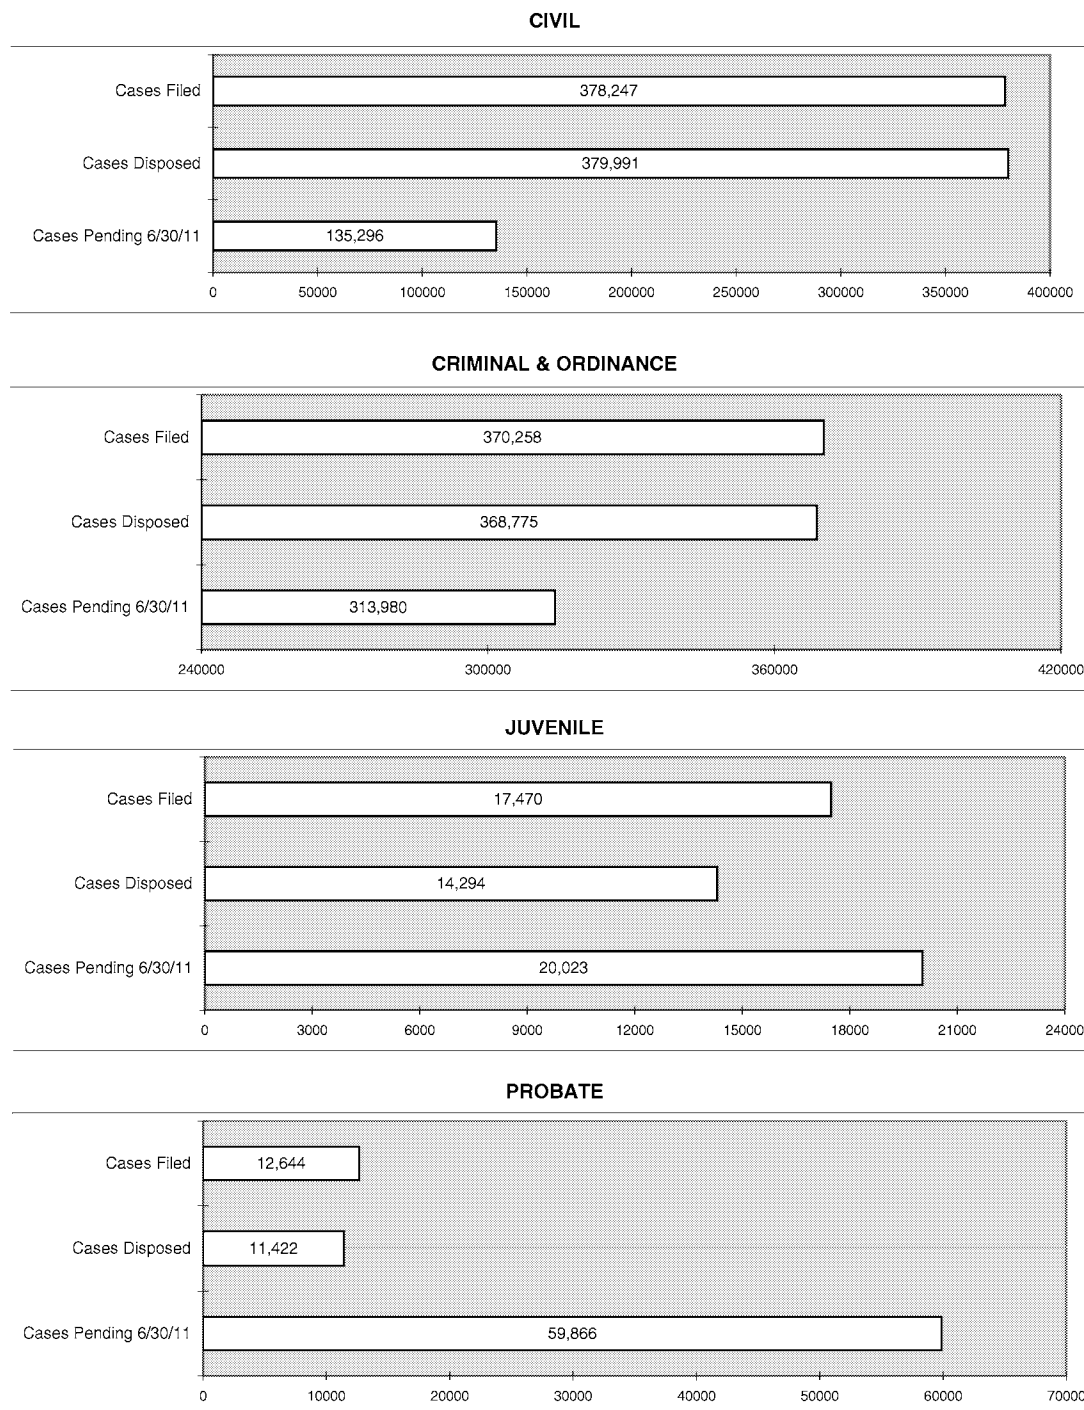 CIVIL
Cases Filed 378,247
Cases Disposed 379,991
Cases Pending 6/30/11 135,296
0 50000 100000 150000 200000 250000 300000 350000 400000
CRIMINAL & ORDINANCE
Cases Filed 370,258
Cases Disposed 368,775
Cases Pending 6/30/11 313,980
240000 300000 360000 420000
JUVENILE
Cases Filed 17,470
Cases Disposed 14,294
Cases Pending 6/30/11 20,023
0 3000 6000 9000 12000 15000 18000 21000 24000
PROBATE
Cases Filed 12,644
Cases Disposed 11,422
Cases Pending 6/30/11 59,866
0 10000 20000 30000 40000 50000 60000 70000